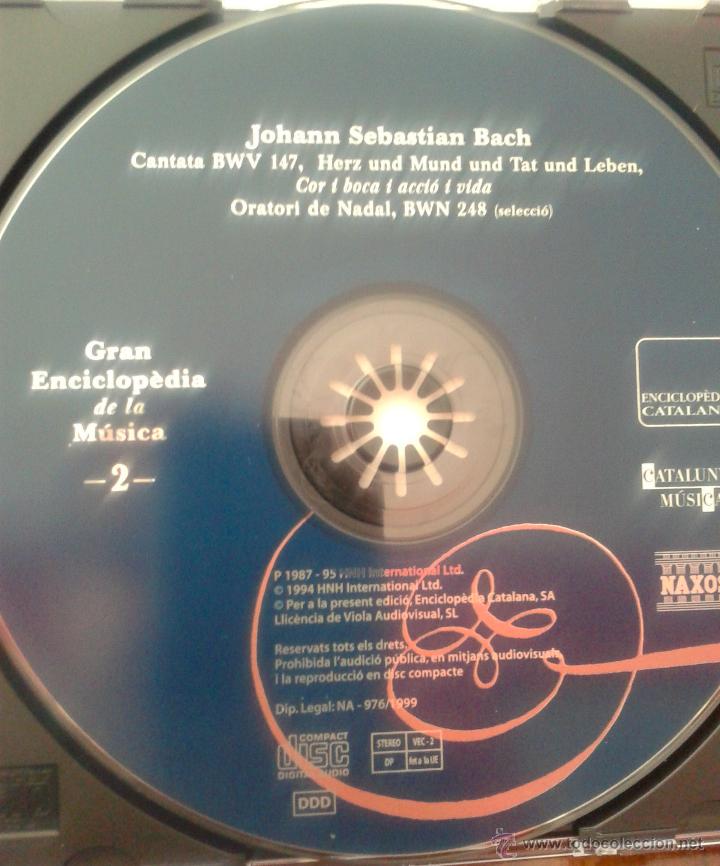 Johann Sebastian Bach
Cantata BWV 147, Herz und Mund und Tat und Leben,
Cor i boca i acció i vida
Oratori de Nadal, BWN 248 (selecció)
Gran
Enciclopèdia
de la
Música
–2–
ENCICLOPÈD
CATALAN
CATALUN
MÚSICA
NAXOS
P 1987 - 95 HNH International Ltd.
© 1994 HNH International Ltd.
© Per a la present edició, Enciclopèdia Catalana, SA
Llicència de Viola Audiovisual, SL
Reservats tots els drets.
Prohibida l'audició pública, en mitjans audiovisuals
i la reproducció en disc compacte
Dip. Legal: NA - 976/1999
COMPACT
disc
DIGITAL AUDIO
STEREO VEC-2
DP fet a la UE
DDD
www.todocoleccion.net